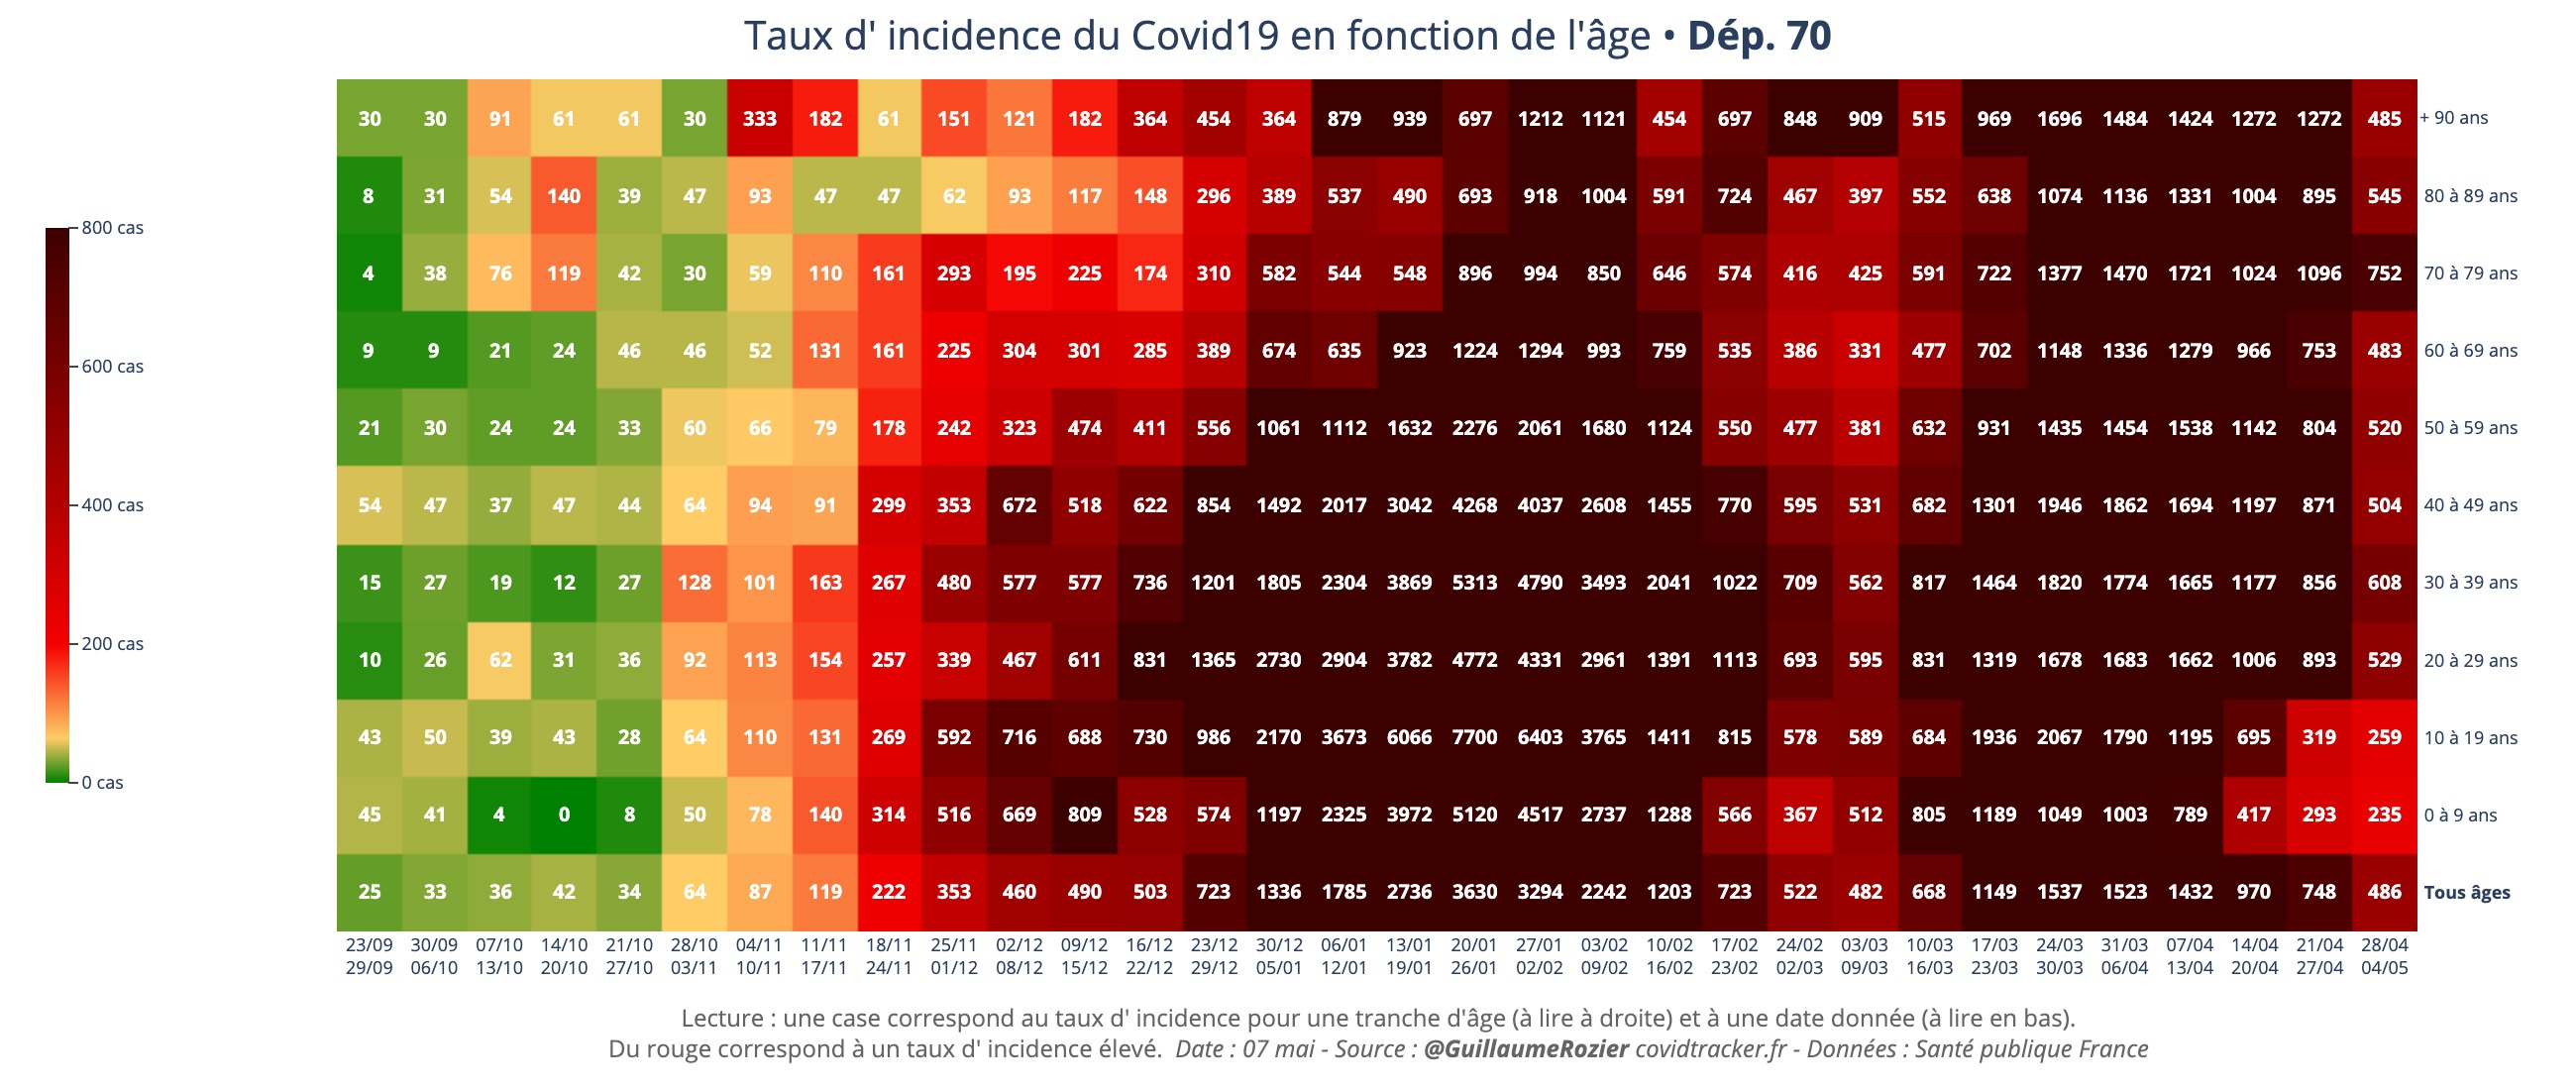 Taux d' incidence du Covid19 en fonction de l'âge • Dép. 70
30 30 91 61 61 30 333 182 61 151 121 182 364 454 364 879 939 697 1212 1121 454 697 848 909 515 969 1696 1484 1424 1272 1272 485 + 90 ans
8 31 54 140 39 47 93 47 47 62 93 117 148 296 389 537 490 693 918 1004 591 724 467 397 552 638 1074 1136 1331 1004 895 545 80 à 89 ans
800 cas
4 38 76 119 42 30 59 110 161 293 195 225 174 310 582 544 548 896 994 850 646 574 416 425 591 722 1377 1470 1721 1024 1096 752 70 à 79 ans
9 9 21 24 46 46 52 131 161 225 304 301 285 389 674 635 923 1224 1294 993 759 535 386 331 477 702 1148 1336 1279 966 753 483 60 à 69 ans
600 cas
21 30 24 24 33 60 66 79 178 242 323 474 411 556 1061 1112 1632 2276 2061 1680 1124 550 477 381 632 931 1435 1454 1538 1142 804 520 50 à 59 ans
400 cas
54 47 37 47 44 64 94 91 299 353 672 518 622 854 1492 2017 3042 4268 4037 2608 1455 770 595 531 682 1301 1946 1862 1694 1197 871 504 40 à 49 ans
15 27 19 12 27 128 101 163 267 480 577 577 736 1201 1805 2304 3869 5313 4790 3493 2041 1022 709 562 817 1464 1820 1774 1665 1177 856 608 30 à 39 ans
200 cas
10 26 62 31 36 92 113 154 257 339 467 611 831 1365 2730 2904 3782 4772 4331 2961 1391 1113 693 595 831 1319 1678 1683 1662 1006 893 529 20 à 29 ans
43 50 39 43 28 64 110 131 269 592 716 688 730 986 2170 3673 6066 7700 6403 3765 1411 815 578 589 684 1936 2067 1790 1195 695 319 259 10 à 19 ans
0 cas
45 41 4 0 8 50 78 140 314 516 669 809 528 574 1197 2325 3972 5120 4517 2737 1288 566 367 512 805 1189 1049 1003 789 417 293 235 0 à 9 ans
25 33 36 42 34 64 87 119 222 353 460 490 503 723 1336 1785 2736 3630 3294 2242 1203 723 522 482 668 1149 1537 1523 1432 970 748 486 Tous âges
23/09 30/09 07/10 14/10 21/10 28/10 04/11 11/11 18/11 25/11 02/12 09/12 16/12 23/12 30/12 06/01 13/01 20/01 27/01 03/02 10/02 17/02 24/02 03/03 10/03 17/03 24/03 31/03 07/04 14/04 21/04 28/04
29/09 06/10 13/10 20/10 27/10 03/11 10/11 17/11 24/11 01/12 08/12 15/12 22/12 29/12 05/01 12/01 19/01 26/01 02/02 09/02 16/02 23/02 02/03 09/03 16/03 23/03 30/03 06/04 13/04 20/04 27/04 04/05
Lecture : une case correspond au taux d' incidence pour une tranche d'âge (à lire à droite) et à une date donnée (à lire en bas).
Du rouge correspond à un taux d' incidence élevé. Date : 07 mai - Source : @GuillaumeRozier covidtracker.fr - Données : Santé publique France